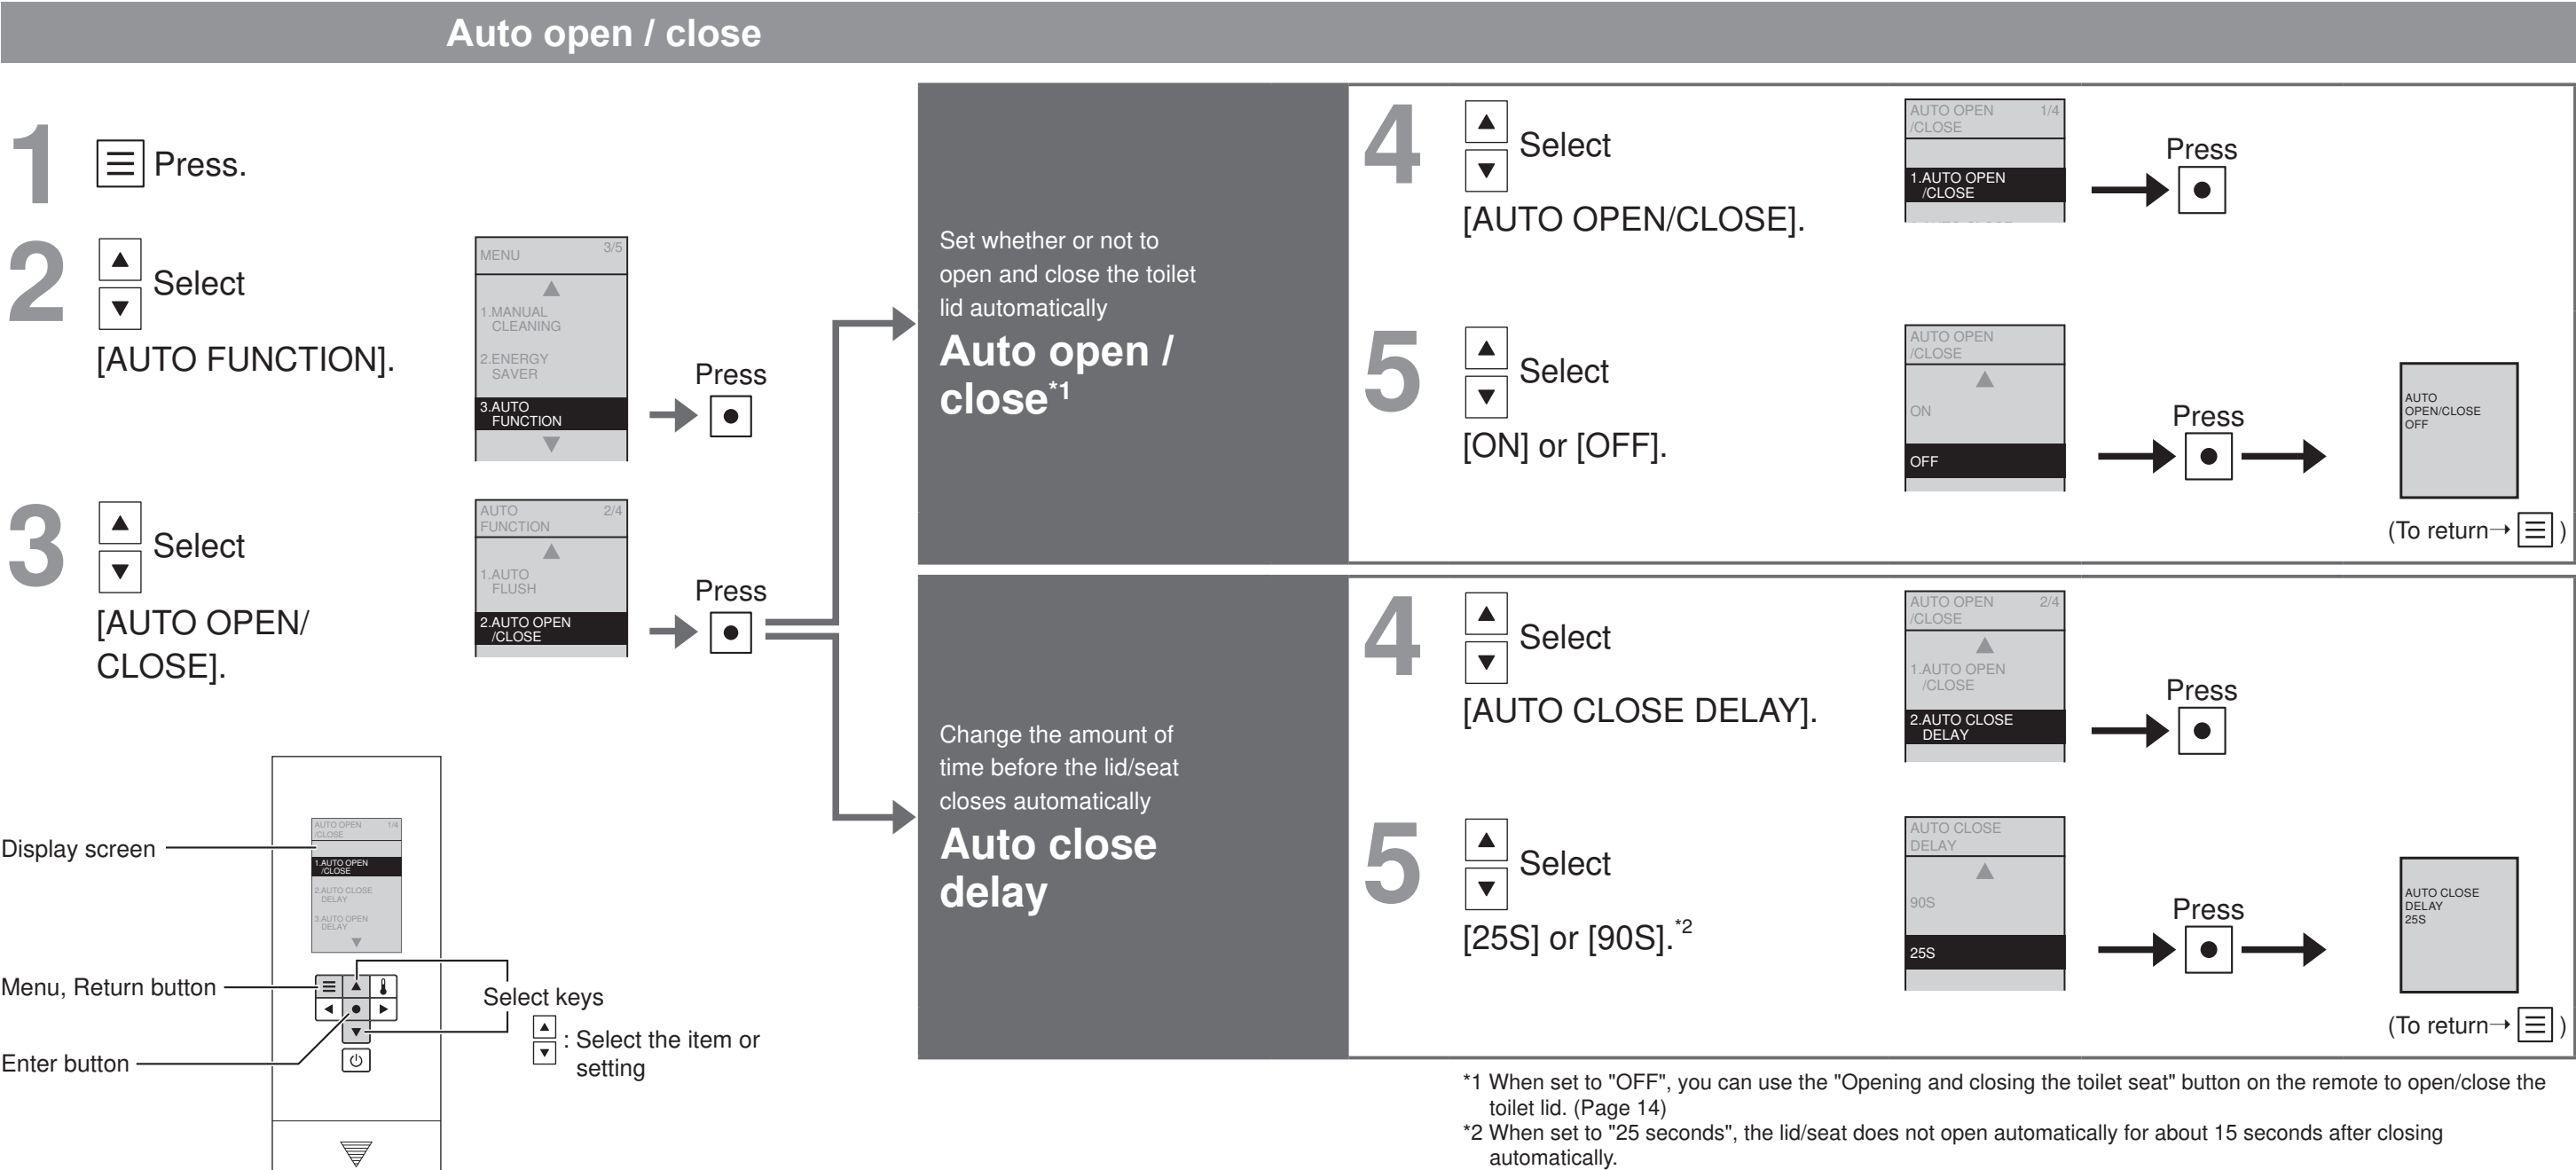 Auto open / close
1
Press.
2
Select
[AUTO FUNCTION].
MENU 3/5
1.MANUAL
CLEANING
2.ENERGY
SAVER
3.AUTO
FUNCTION
Press
3
Select
[AUTO OPEN/
CLOSE].
AUTO 2/4
FUNCTION
1.AUTO
FLUSH
2.AUTO OPEN
/CLOSE
Press
Display screen
Menu, Return button
Enter button
AUTO OPEN 1/4
/CLOSE
1.AUTO OPEN
/CLOSE
2.AUTO CLOSE
DELAY
3.AUTO OPEN
DELAY
Select keys
: Select the item or
setting
Set whether or not to
open and close the toilet
lid automatically
Auto open /
close*1
4
Select
[AUTO OPEN/CLOSE].
AUTO OPEN 1/4
/CLOSE
1.AUTO OPEN
/CLOSE
Press
5
Select
[ON] or [OFF].
AUTO OPEN
/CLOSE
ON
OFF
Press
AUTO
OPEN/CLOSE
OFF
(To return→ )
Change the amount of
time before the lid/seat
closes automatically
Auto close
delay
4
Select
[AUTO CLOSE DELAY].
AUTO OPEN 2/4
/CLOSE
1.AUTO OPEN
/CLOSE
2.AUTO CLOSE
DELAY
Press
5
Select
[25S] or [90S].*2
AUTO CLOSE
DELAY
90S
25S
Press
AUTO CLOSE
DELAY
25S
(To return→ )
*1 When set to "OFF", you can use the "Opening and closing the toilet seat" button on the remote to open/close the
toilet lid. (Page 14)
*2 When set to "25 seconds", the lid/seat does not open automatically for about 15 seconds after closing
automatically.